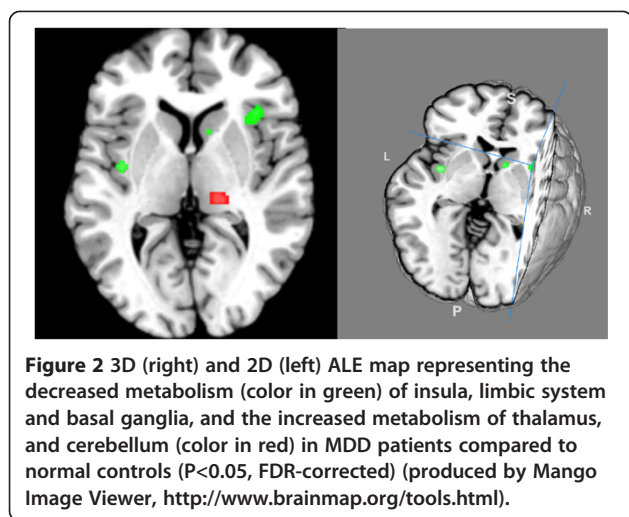 S
L
R
P
Figure 2 3D (right) and 2D (left) ALE map representing the
decreased metabolism (color in green) of insula, limbic system
and basal ganglia, and the increased metabolism of thalamus,
and cerebellum (color in red) in MDD patients compared to
normal controls (P<0.05, FDR-corrected) (produced by Mango
Image Viewer, http://www.brainmap.org/tools.html).